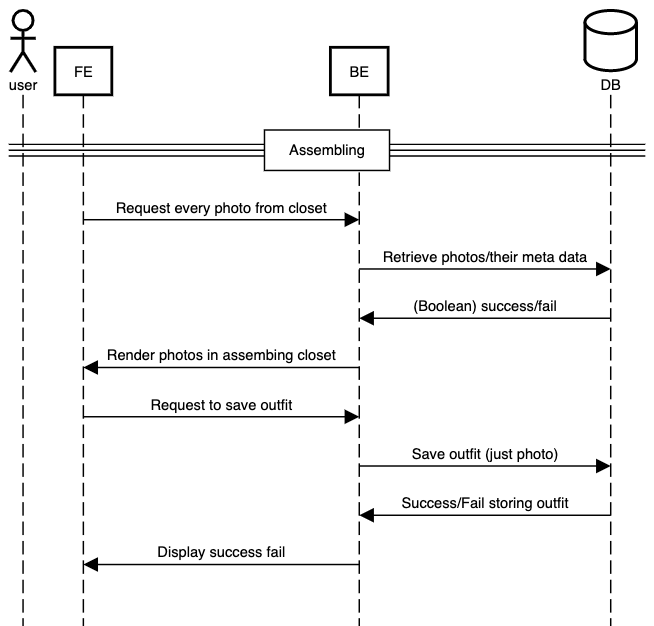 user
FE
BE
DB
Assembling
Request every photo from closet
Retrieve photos/their meta data
(Boolean) success/fail
Render photos in assembing closet
Request to save outfit
Save outfit (just photo)
Success/Fail storing outfit
Display success fail